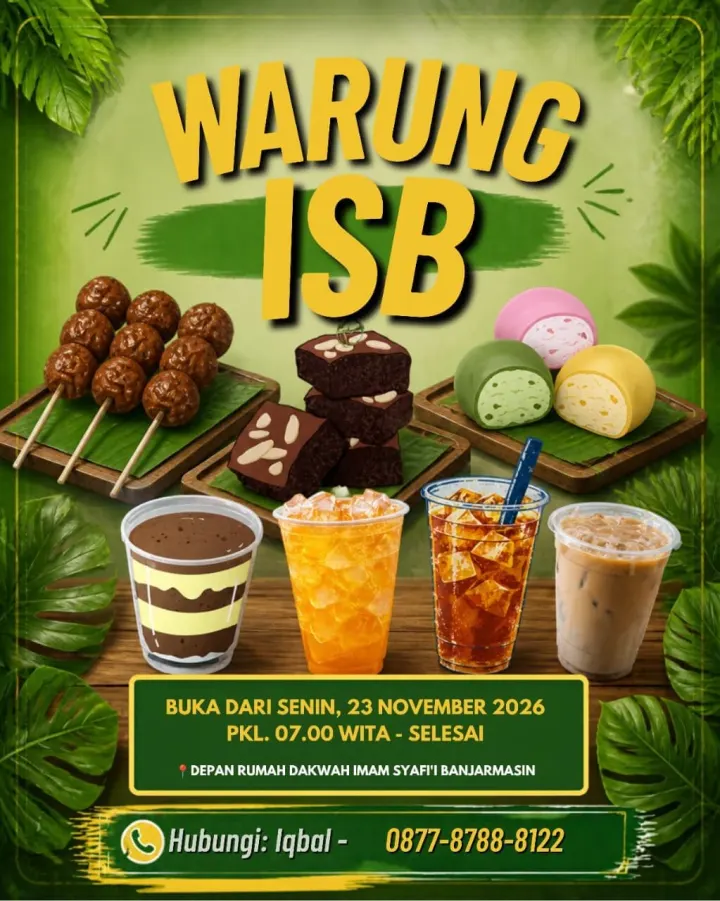 WARUNG
ISB
BUKA DARI SENIN, 23 NOVEMBER 2026
PKL. 07.00 WITA - SELESAI
📍DEPAN RUMAH DAKWAH IMAM SYAFI'I BANJARMASIN
Hubungi: Iqbal - 0877-8788-8122